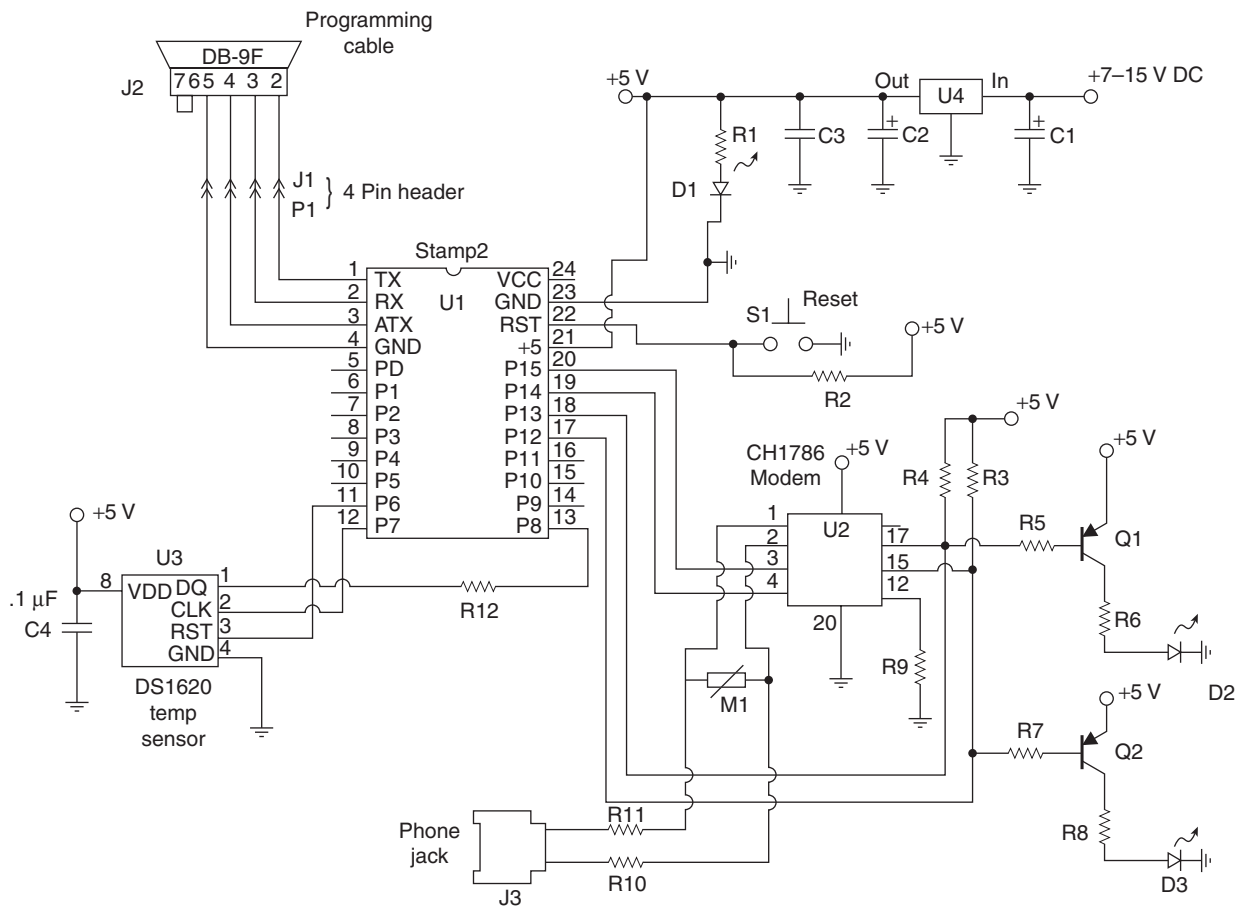 Programming
cable
DB-9F
7 6 5 4 3 2
J2
J1
P1
} 4 Pin header
+5 V
Out
U4
In
+7–15 V DC
R1
C3
+
C2
+
C1
D1
Stamp2
U1
1 TX
2 RX
3 ATX
4 GND
5 PD
6 P1
7 P2
8 P3
9 P4
10 P5
11 P6
12 P7
VCC 24
GND 23
RST 22
+5 21
P15 20
P14 19
P13 18
P12 17
P11 16
P10 15
P9 14
P8 13
S1
Reset
+5 V
R2
+5 V
CH1786
Modem
+5 V
R4
R3
+5 V
1
2
3
4
U2
17
15
12
20
R5
Q1
R6
D2
R9
M1
+5 V
R7
Q2
R8
D3
+5 V
U3
8 VDD
DQ 1
CLK 2
RST 3
GND 4
.1 µF
C4
DS1620
temp
sensor
R12
Phone
jack
J3
R11
R10